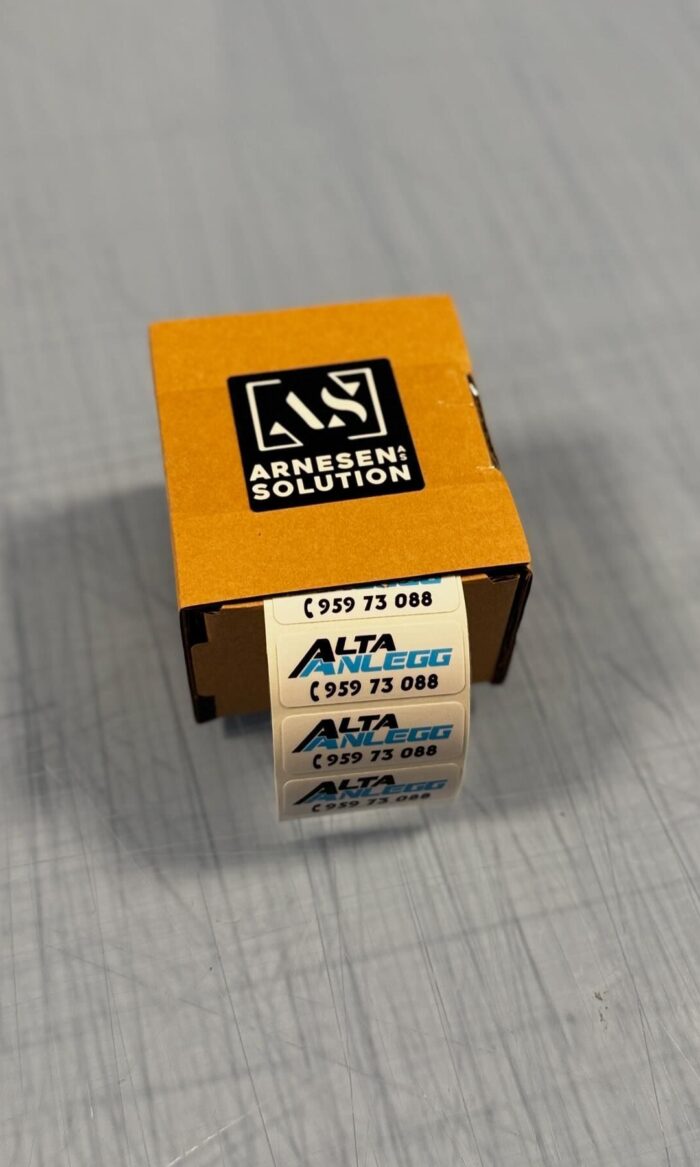 AS
ARNESEN AS
SOLUTION
959 73 088
ALTA
ANLEGG
959 73 088
ALTA
ANLEGG
959 73 088
ALTA
ANLEGG
959 73 088